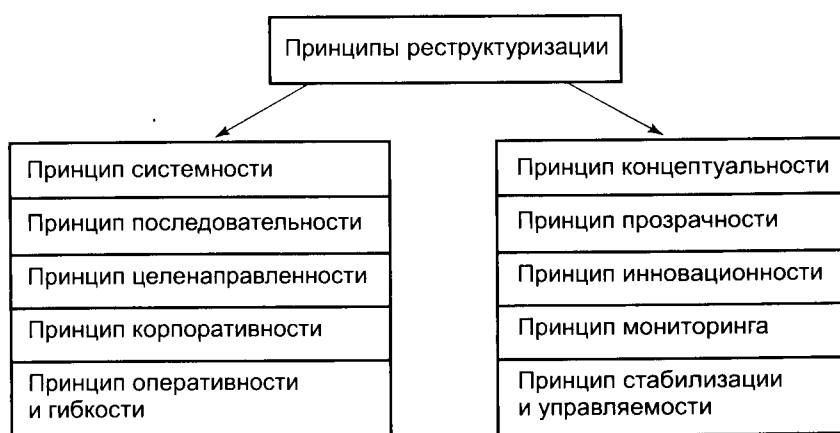 Принципы реструктуризации
Принцип системности
Принцип последовательности
Принцип целенаправленности
Принцип корпоративности
Принцип оперативности
и гибкости
Принцип концептуальности
Принцип прозрачности
Принцип инновационности
Принцип мониторинга
Принцип стабилизации
и управляемости